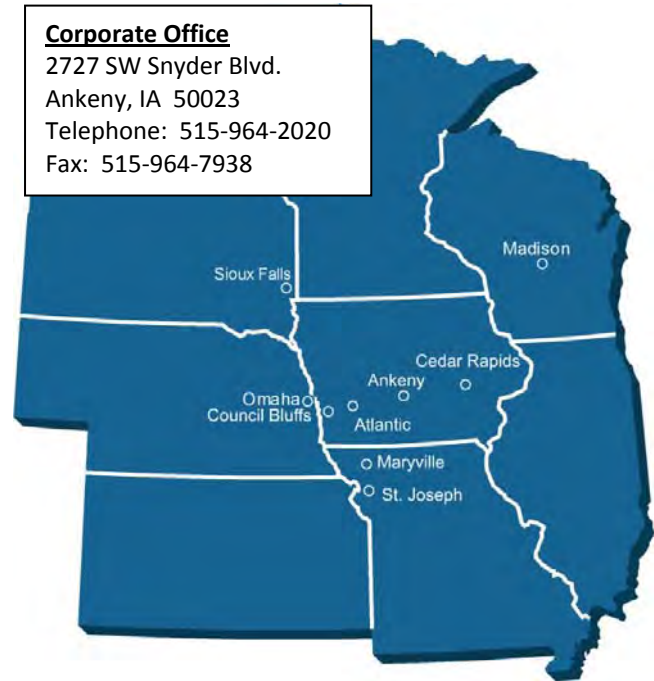 Corporate Office
2727 SW Snyder Blvd.
Ankeny, IA 50023
Telephone: 515-964-2020
Fax: 515-964-7938
Madison
Sioux Falls
Cedar Rapids
Ankeny
Omaha
Council Bluffs
Atlantic
Maryville
St. Joseph